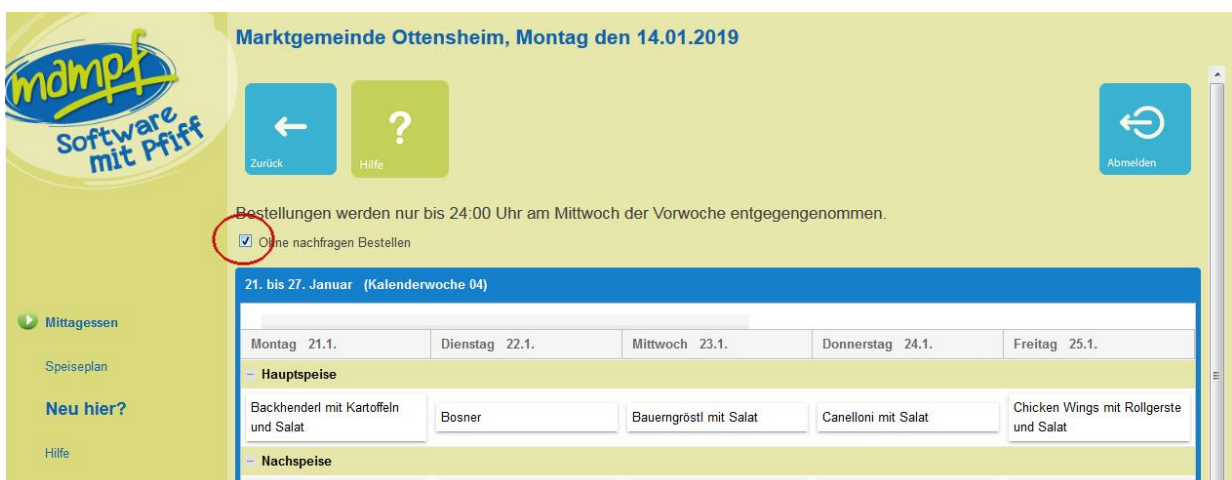 mampf
Software
mit Pfiff
Marktgemeinde Ottensheim, Montag den 14.01.2019
Zurück
?
Hilfe
Abmelden
Bestellungen werden nur bis 24:00 Uhr am Mittwoch der Vorwoche entgegengenommen.
Ohne nachfragen Bestellen
21. bis 27. Januar (Kalenderwoche 04)
Montag 21.1. Dienstag 22.1. Mittwoch 23.1. Donnerstag 24.1. Freitag 25.1.
Hauptspeise
Backhenderl mit Kartoffeln
und Salat
Bosner
Bauerngröstl mit Salat
Canelloni mit Salat
Chicken Wings mit Rollgerste
und Salat
Nachspeise
Mittagessen
Speiseplan
Neu hier?
Hilfe